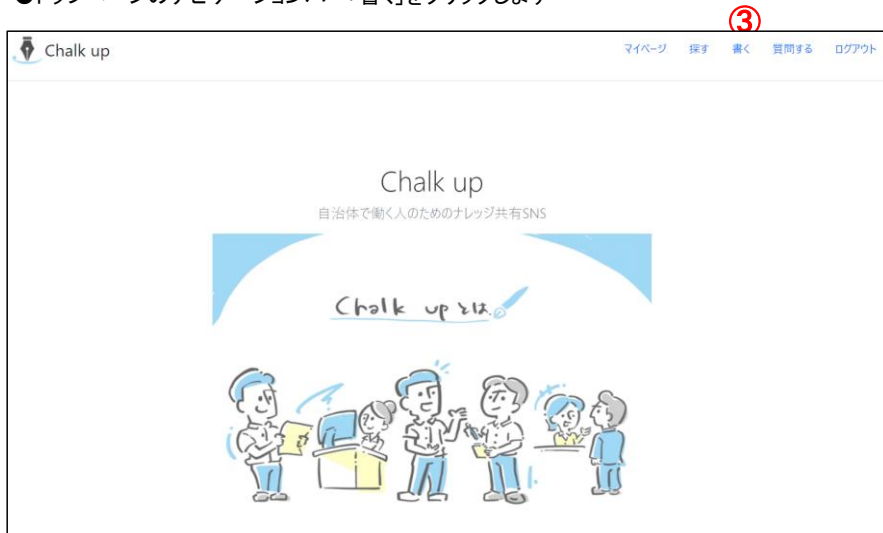 ③
Chalk up
マイページ 探す 書く 質問する ログアウト
Chalk up
自治体で働く人のためのナレッジ共有SNS
Chalk upとは